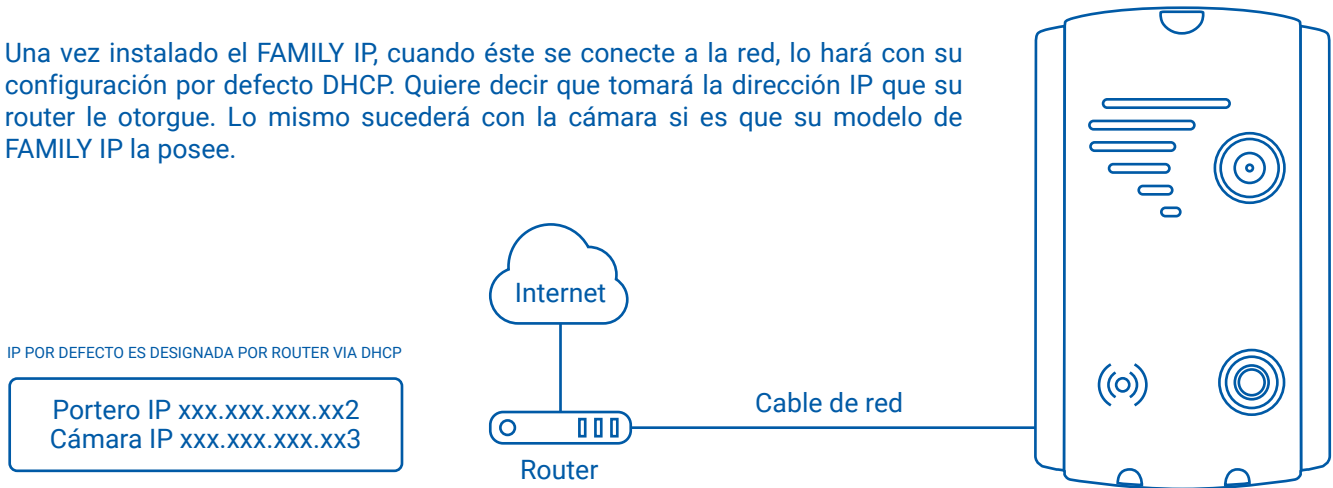 Una vez instalado el FAMILY IP, cuando éste se conecte a la red, lo hará con su
configuración por defecto DHCP. Quiere decir que tomará la dirección IP que su
router le otorgue. Lo mismo sucederá con la cámara si es que su modelo de
FAMILY IP la posee.
Internet
IP POR DEFECTO ES DESIGNADA POR ROUTER VIA DHCP
Portero IP xxx.xxx.xxx.xx2
Cámara IP xxx.xxx.xxx.xx3
Cable de red
Router